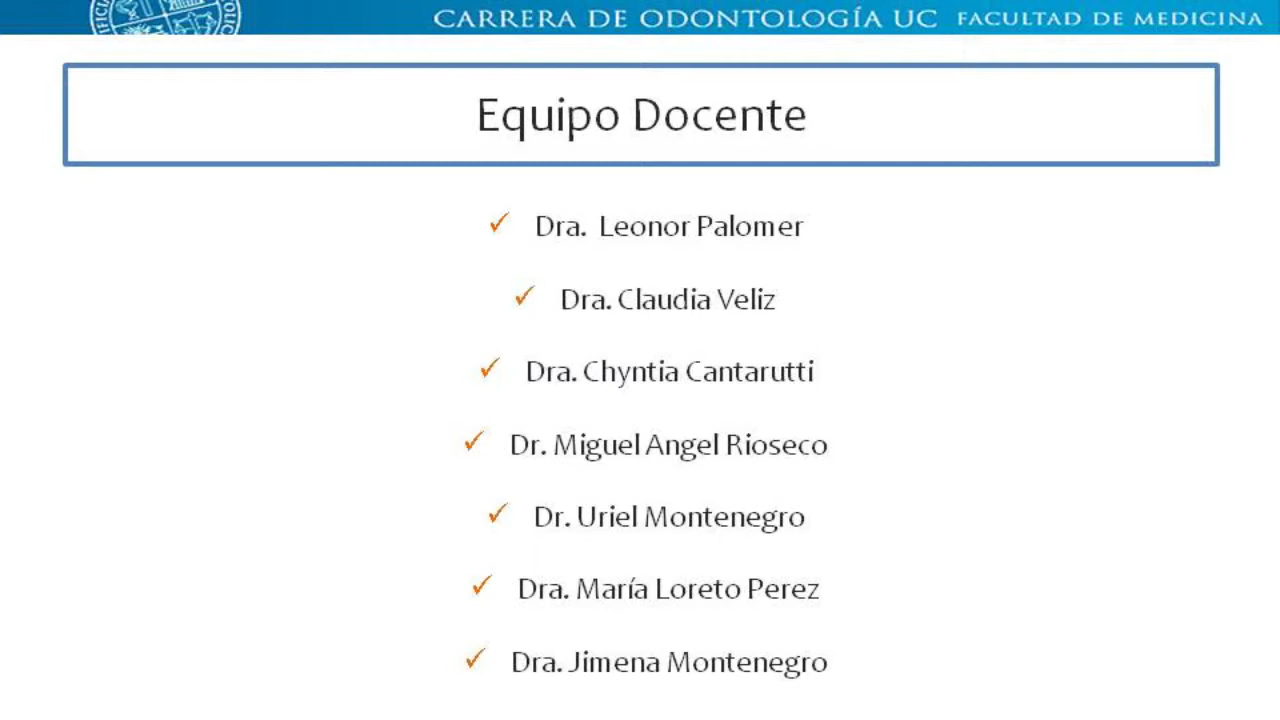 CARRERA DE ODONTOLOGÍA UC FACULTAD DE MEDICINA
Equipo Docente
✓ Dra. Leonor Palomer
✓ Dra. Claudia Veliz
✓ Dra. Chyntia Cantarutti
✓ Dr. Miguel Angel Rioseco
✓ Dr. Uriel Montenegro
✓ Dra. María Loreto Perez
✓ Dra. Jimena Montenegro